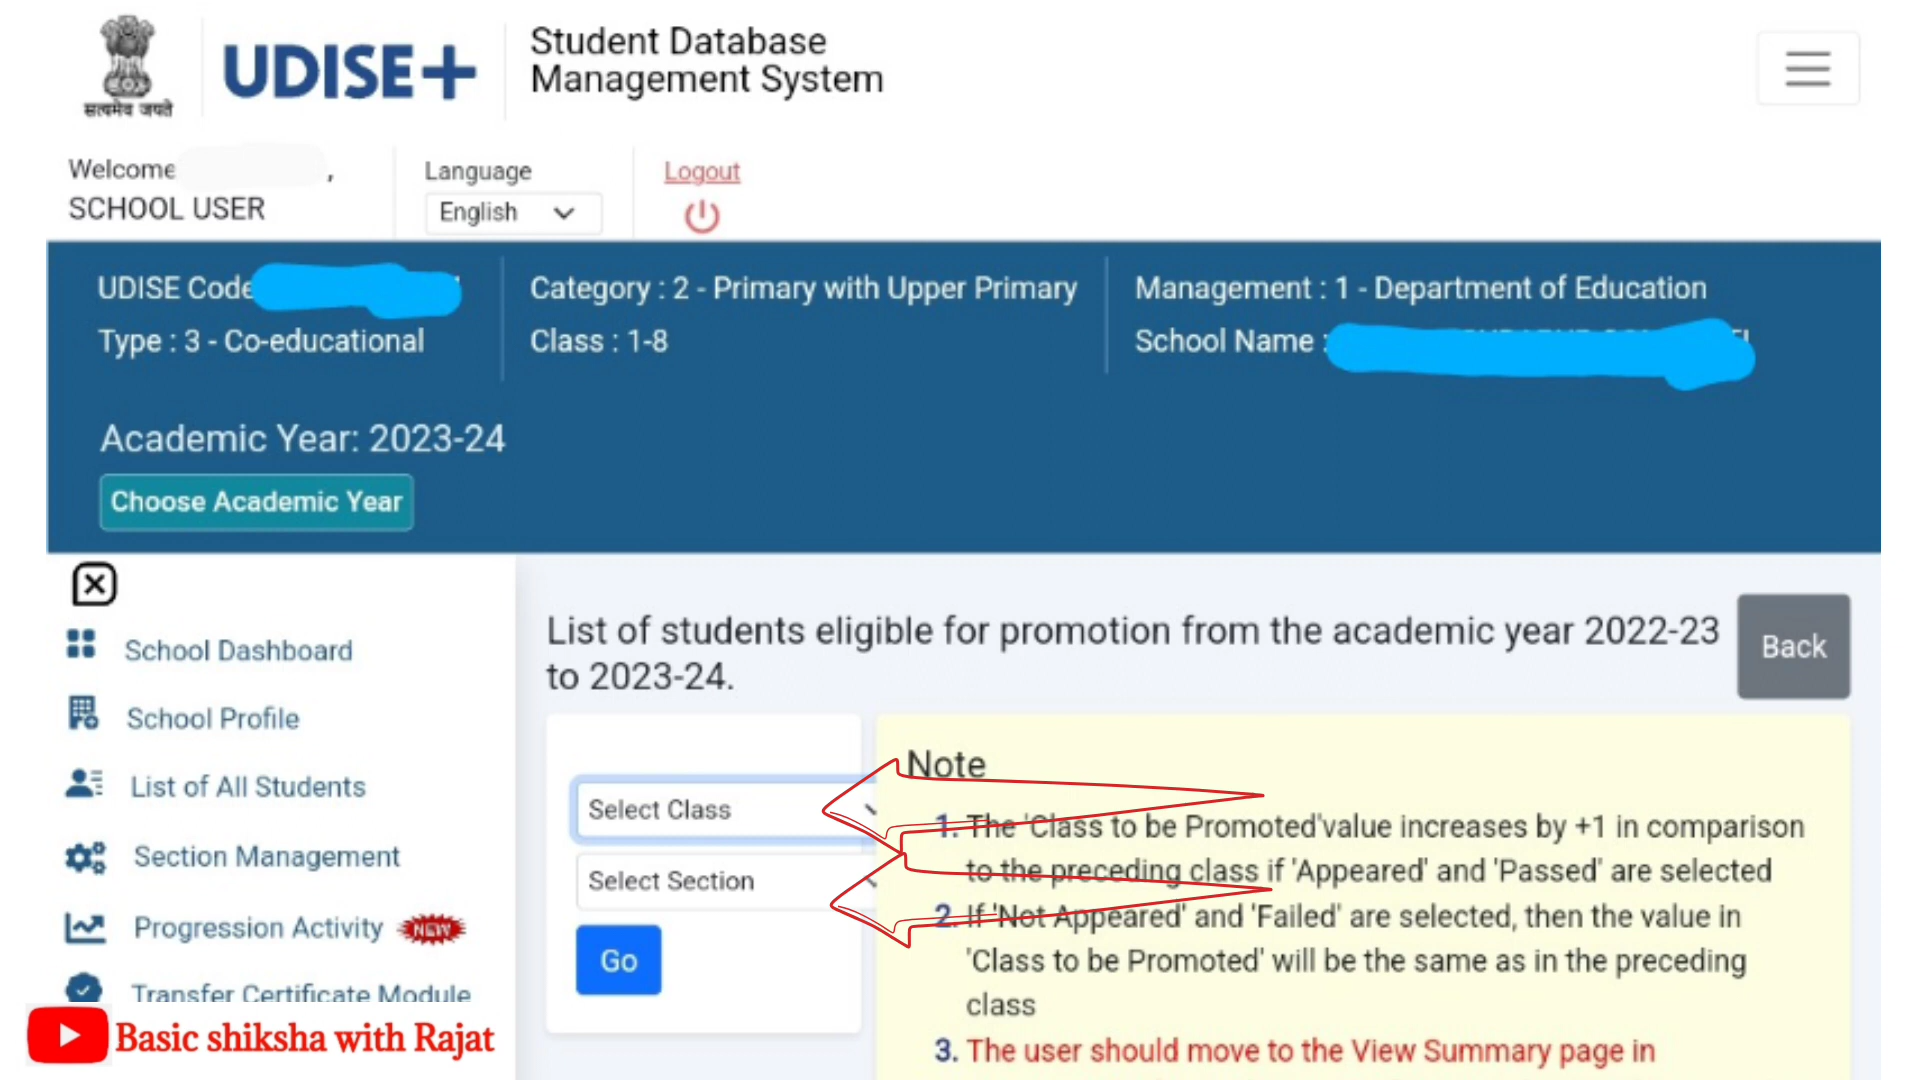 सत्यमेव जयते
UDISE+
Student Database
Management System
Welcome ,
SCHOOL USER
Language
English
Logout
UDISE Code
Type : 3 - Co-educational
Category : 2 - Primary with Upper Primary
Class : 1-8
Management : 1 - Department of Education
School Name :
Academic Year: 2023-24
Choose Academic Year
School Dashboard
School Profile
List of All Students
Section Management
Progression Activity NEW
Transfer Certificate Module
Basic shiksha with Rajat
List of students eligible for promotion from the academic year 2022-23
to 2023-24.
Back
Select Class
Select Section
Go
Note
1. The 'Class to be Promoted'value increases by +1 in comparison
to the preceding class if 'Appeared' and 'Passed' are selected
2. If 'Not Appeared' and 'Failed' are selected, then the value in
'Class to be Promoted' will be the same as in the preceding
class
3. The user should move to the View Summary page in